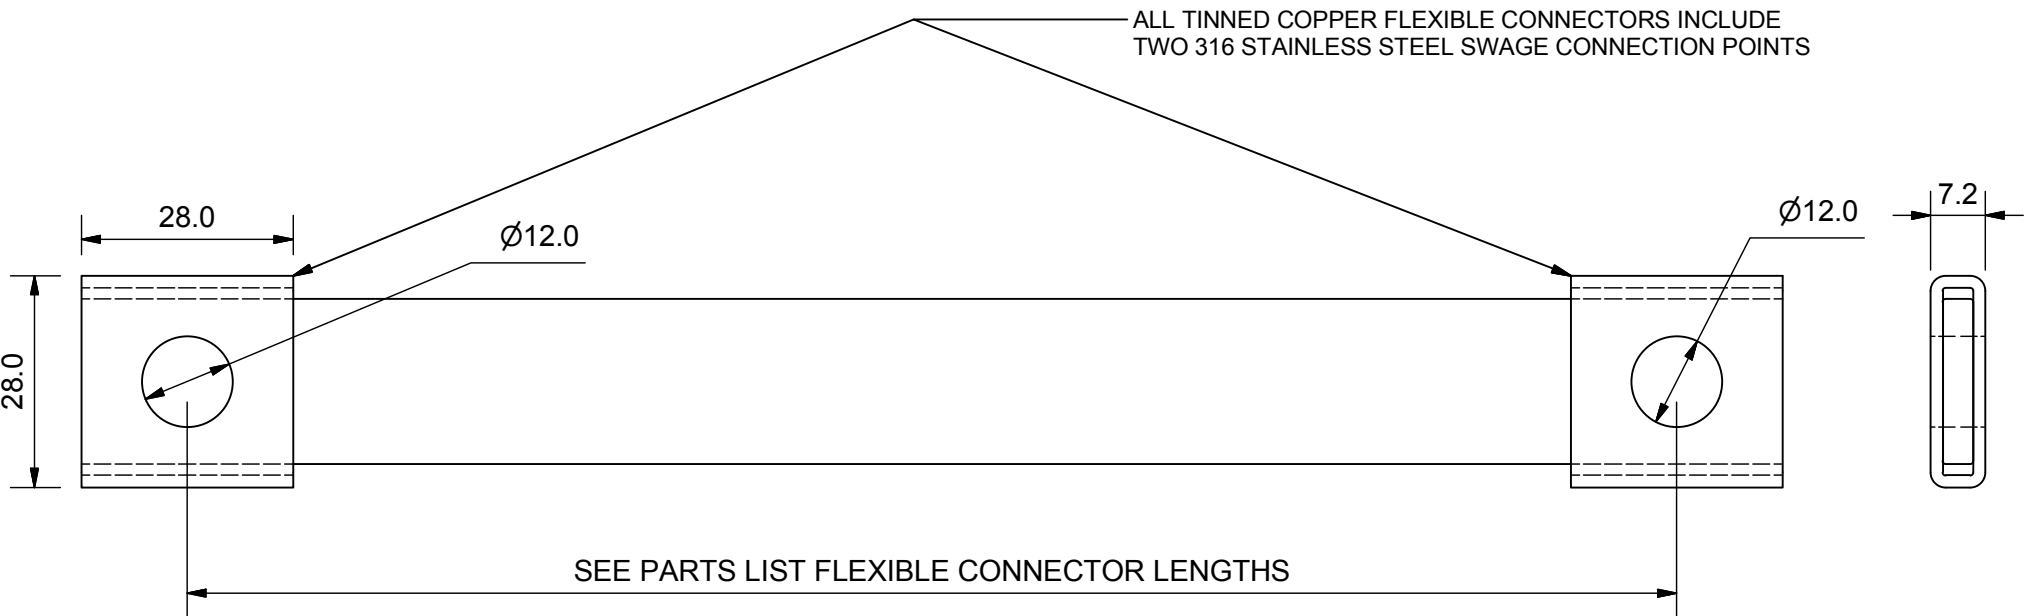 ALL TINNED COPPER FLEXIBLE CONNECTORS INCLUDE
TWO 316 STAINLESS STEEL SWAGE CONNECTION POINTS
28.0
Ø12.0
Ø12.0
7.2
28.0
SEE PARTS LIST FLEXIBLE CONNECTOR LENGTHS